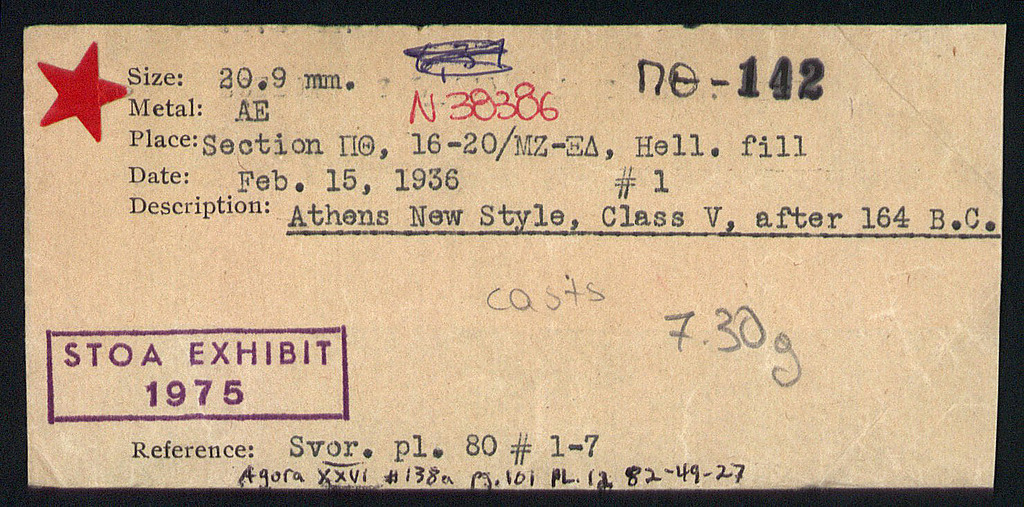 Size: 20.9 mm. ΠΘ-142
Metal: AE N 38386
Place: Section ΠΘ, 16-20/ΜΖ-ΞΔ, Hell. fill
Date: Feb. 15, 1936 # 1
Description: Athens New Style, Class V, after 164 B.C.
casts
7.30g
STOA EXHIBIT
1975
Reference: Svor. pl. 80 # 1-7
Agora XXVI #138a pg. 101 PL. 12 82-49-27